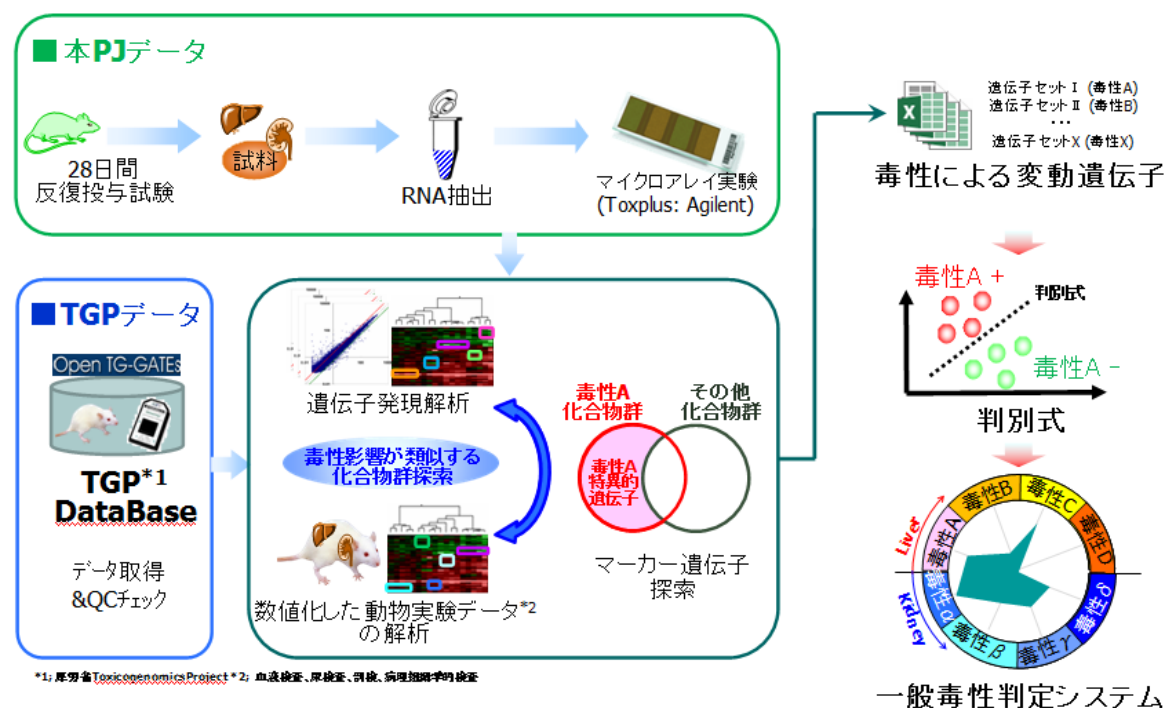 ■本PJデータ
28日間
反復投与試験
試料
RNA抽出
マイクロアレイ実験
(Toxplus: Agilent)
■TGPデータ
Open TG-GATEs
TGP*1
DataBase
データ取得
&QCチェック
遺伝子発現解析
毒性影響が類似する
化合物群探索
数値化した動物実験データ*2
の解析
毒性A
化合物群
その他
化合物群
毒性A
特異的
遺伝子
マーカー遺伝子
探索
遺伝子セットⅠ (毒性A)
遺伝子セットⅡ (毒性B)
…
遺伝子セットX (毒性X)
毒性による変動遺伝子
毒性A +
判別式
毒性A −
判別式
Liver
Kidney
毒性A
毒性B
毒性C
毒性D
毒性α
毒性β
毒性γ
毒性δ
一般毒性判定システム
*1; 厚労省ToxicogenomicsProject *2; 血液検査、尿検査、剖検、病理組織学的検査